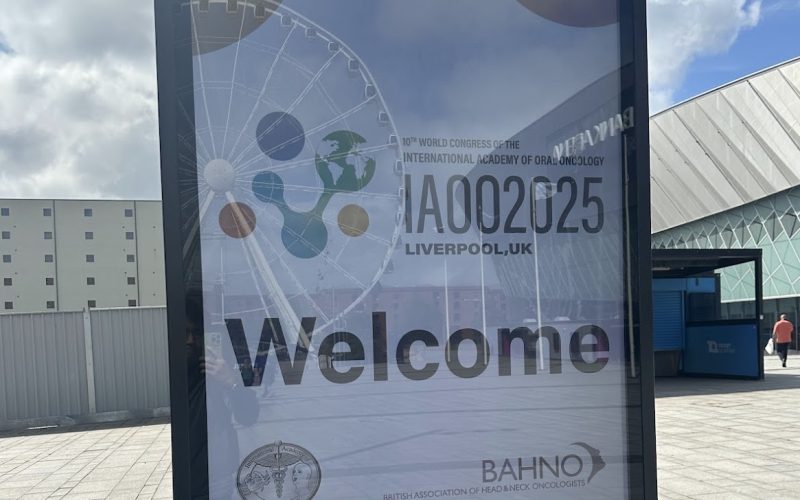 10TH WORLD CONGRESS OF THE
INTERNATIONAL ACADEMY OF ORAL ONCOLOGY
IAOO2025
LIVERPOOL,UK
Welcome
BAHNO
BRITISH ASSOCIATION OF HEAD & NECK ONCOLOGISTS